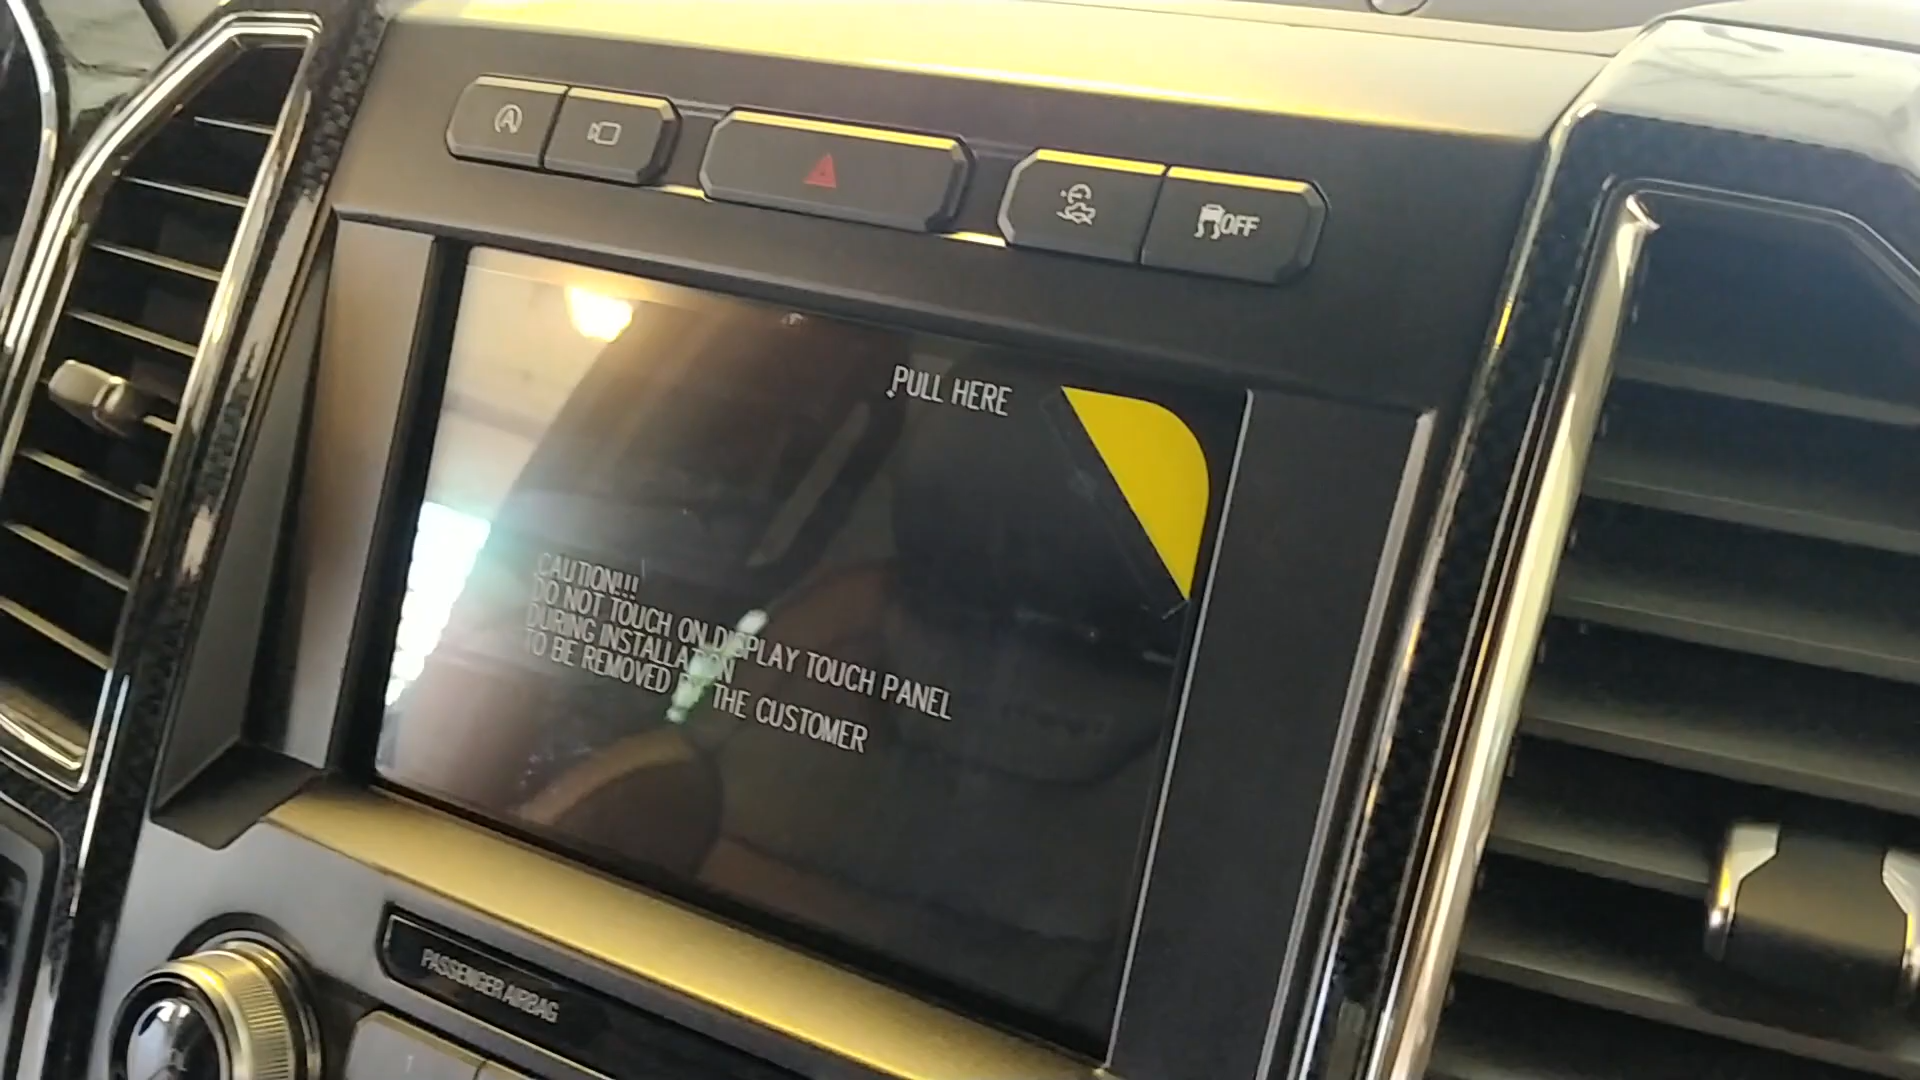 A
OFF
PULL HERE
CAUTION!!!
DO NOT TOUCH ON DISPLAY TOUCH PANEL
DURING INSTALLATION
TO BE REMOVED BY THE CUSTOMER
PASSENGER AIRBAG